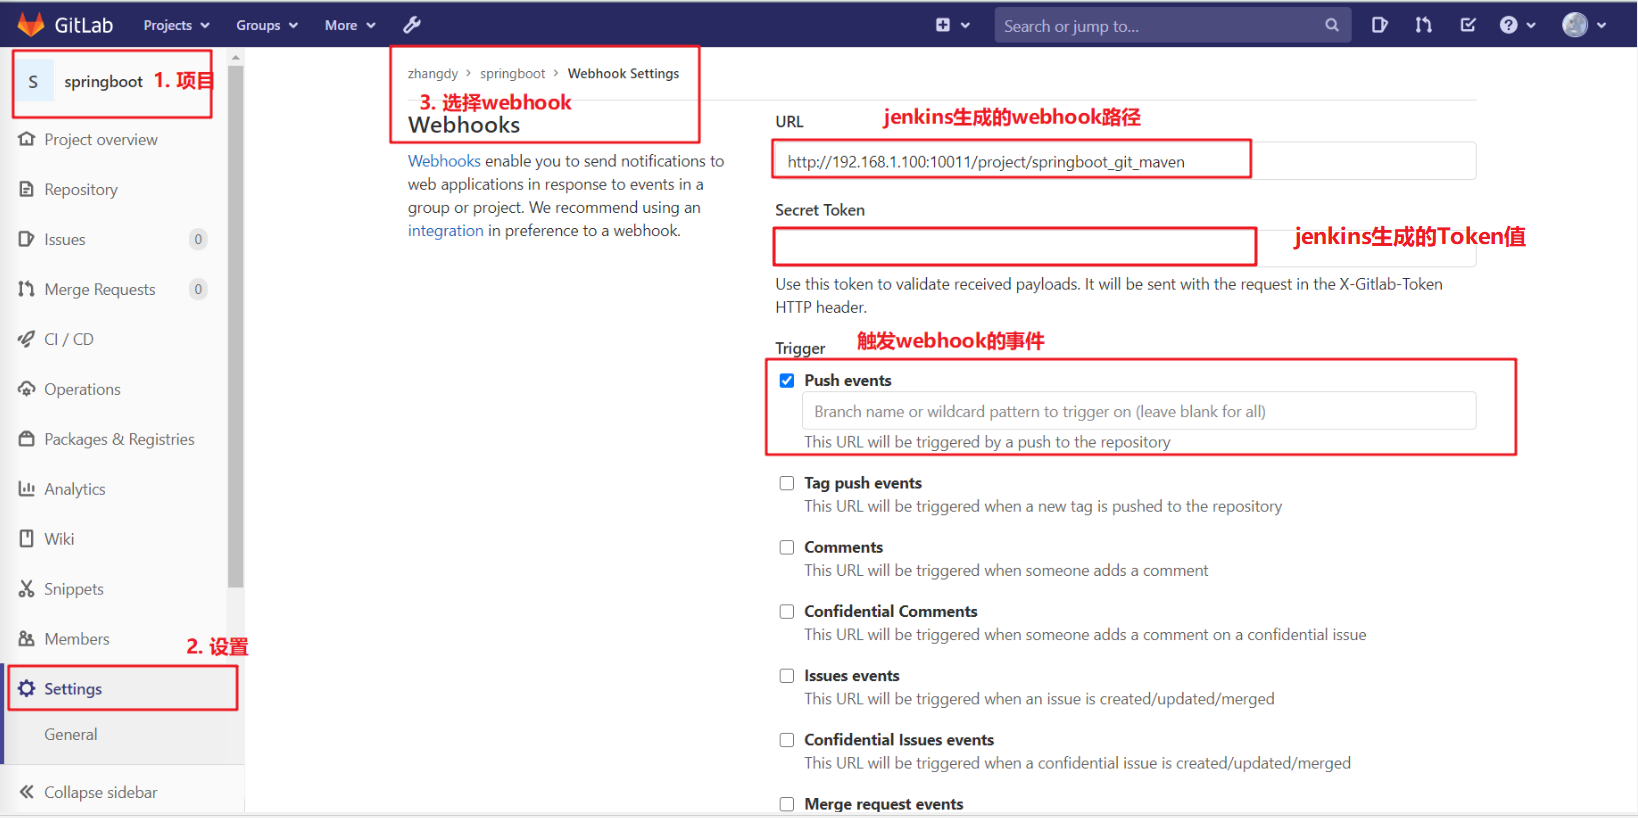 GitLab Projects Groups More Search or jump to...
S springboot 1. 项目
Project overview
Repository
Issues 0
Merge Requests 0
CI / CD
Operations
Packages & Registries
Analytics
Wiki
Snippets
Members
2. 设置
Settings
General
Collapse sidebar
zhangdy › springboot › Webhook Settings
3. 选择webhook
Webhooks
Webhooks enable you to send notifications to
web applications in response to events in a
group or project. We recommend using an
integration in preference to a webhook.
URL jenkins生成的webhook路径
http://192.168.1.100:10011/project/springboot_git_maven
Secret Token
jenkins生成的Token值
Use this token to validate received payloads. It will be sent with the request in the X-Gitlab-Token
HTTP header.
Trigger 触发webhook的事件
Push events
Branch name or wildcard pattern to trigger on (leave blank for all)
This URL will be triggered by a push to the repository
Tag push events
This URL will be triggered when a new tag is pushed to the repository
Comments
This URL will be triggered when someone adds a comment
Confidential Comments
This URL will be triggered when someone adds a comment on a confidential issue
Issues events
This URL will be triggered when an issue is created/updated/merged
Confidential Issues events
This URL will be triggered when a confidential issue is created/updated/merged
Merge request events